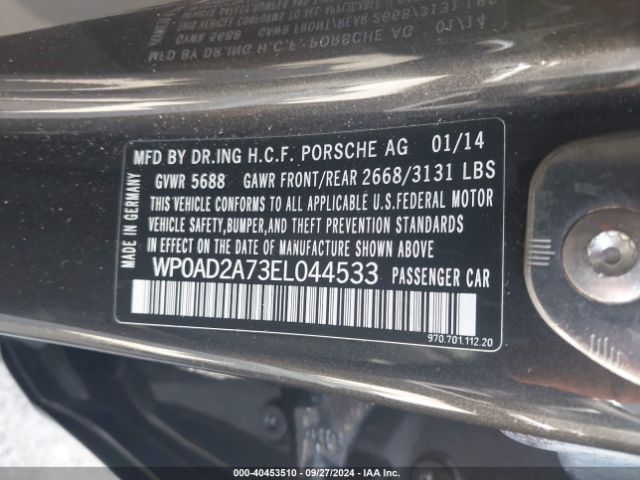 MFD BY DR.ING H.C.F. PORSCHE AG 01/14
GVWR 5688 GAWR FRONT/REAR 2668/3131 LBS
THIS VEHICLE CONFORMS TO ALL APPLICABLE U.S.FEDERAL MOTOR
VEHICLE SAFETY,BUMPER,AND THEFT PREVENTION STANDARDS
IN EFFECT ON THE DATE OF MANUFACTURE SHOWN ABOVE
WP0AD2A73EL044533 PASSENGER CAR
MADE IN GERMANY
970.701.112.20
000-40453510 | 09/27/2024 | IAA Inc.